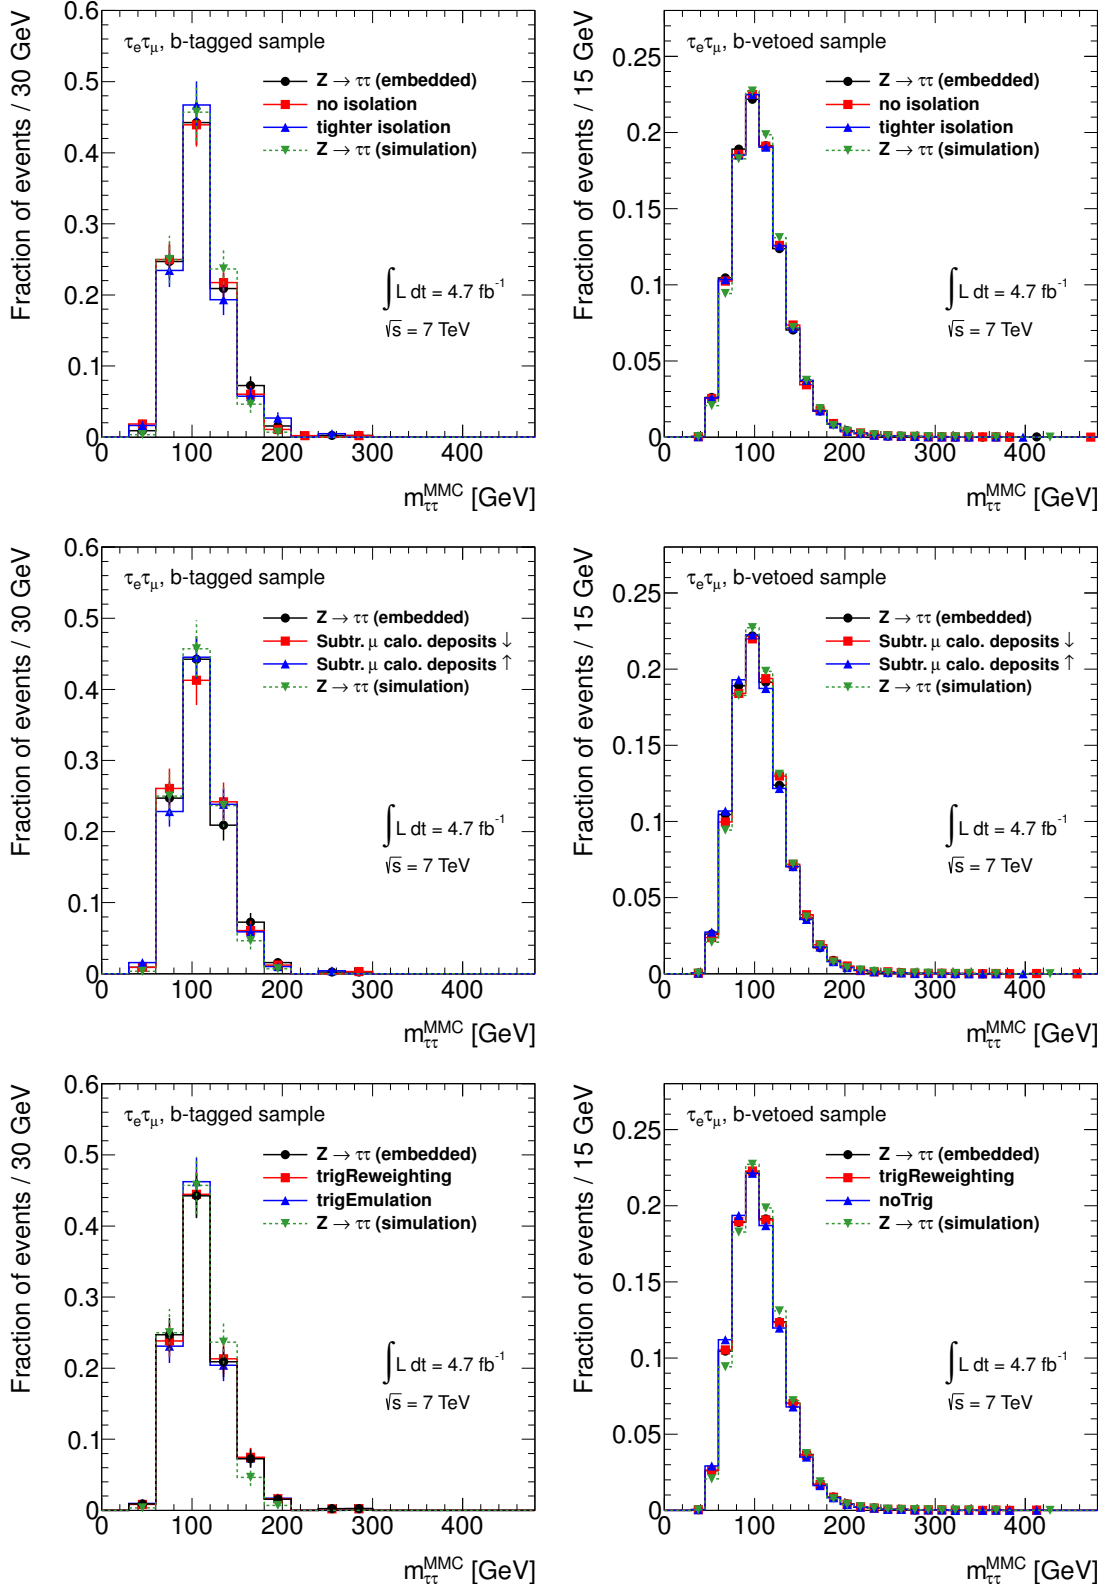 Fraction of events / 30 GeV
τeτμ, b-tagged sample
Z → ττ (embedded)
no isolation
tighter isolation
Z → ττ (simulation)
∫ L dt = 4.7 fb⁻¹
√s = 7 TeV
0.6
0.5
0.4
0.3
0.2
0.1
0
0 100 200 300 400
mττMMC [GeV]
Fraction of events / 15 GeV
τeτμ, b-vetoed sample
Z → ττ (embedded)
no isolation
tighter isolation
Z → ττ (simulation)
∫ L dt = 4.7 fb⁻¹
√s = 7 TeV
0.25
0.2
0.15
0.1
0.05
0
0 100 200 300 400
mττMMC [GeV]
Fraction of events / 30 GeV
τeτμ, b-tagged sample
Z → ττ (embedded)
Subtr. μ calo. deposits ↓
Subtr. μ calo. deposits ↑
Z → ττ (simulation)
∫ L dt = 4.7 fb⁻¹
√s = 7 TeV
0.6
0.5
0.4
0.3
0.2
0.1
0
0 100 200 300 400
mττMMC [GeV]
Fraction of events / 15 GeV
τeτμ, b-vetoed sample
Z → ττ (embedded)
Subtr. μ calo. deposits ↓
Subtr. μ calo. deposits ↑
Z → ττ (simulation)
∫ L dt = 4.7 fb⁻¹
√s = 7 TeV
0.25
0.2
0.15
0.1
0.05
0
0 100 200 300 400
mττMMC [GeV]
Fraction of events / 30 GeV
τeτμ, b-tagged sample
Z → ττ (embedded)
trigReweighting
trigEmulation
Z → ττ (simulation)
∫ L dt = 4.7 fb⁻¹
√s = 7 TeV
0.6
0.5
0.4
0.3
0.2
0.1
0
0 100 200 300 400
mττMMC [GeV]
Fraction of events / 15 GeV
τeτμ, b-vetoed sample
Z → ττ (embedded)
trigReweighting
noTrig
Z → ττ (simulation)
∫ L dt = 4.7 fb⁻¹
√s = 7 TeV
0.25
0.2
0.15
0.1
0.05
0
0 100 200 300 400
mττMMC [GeV]